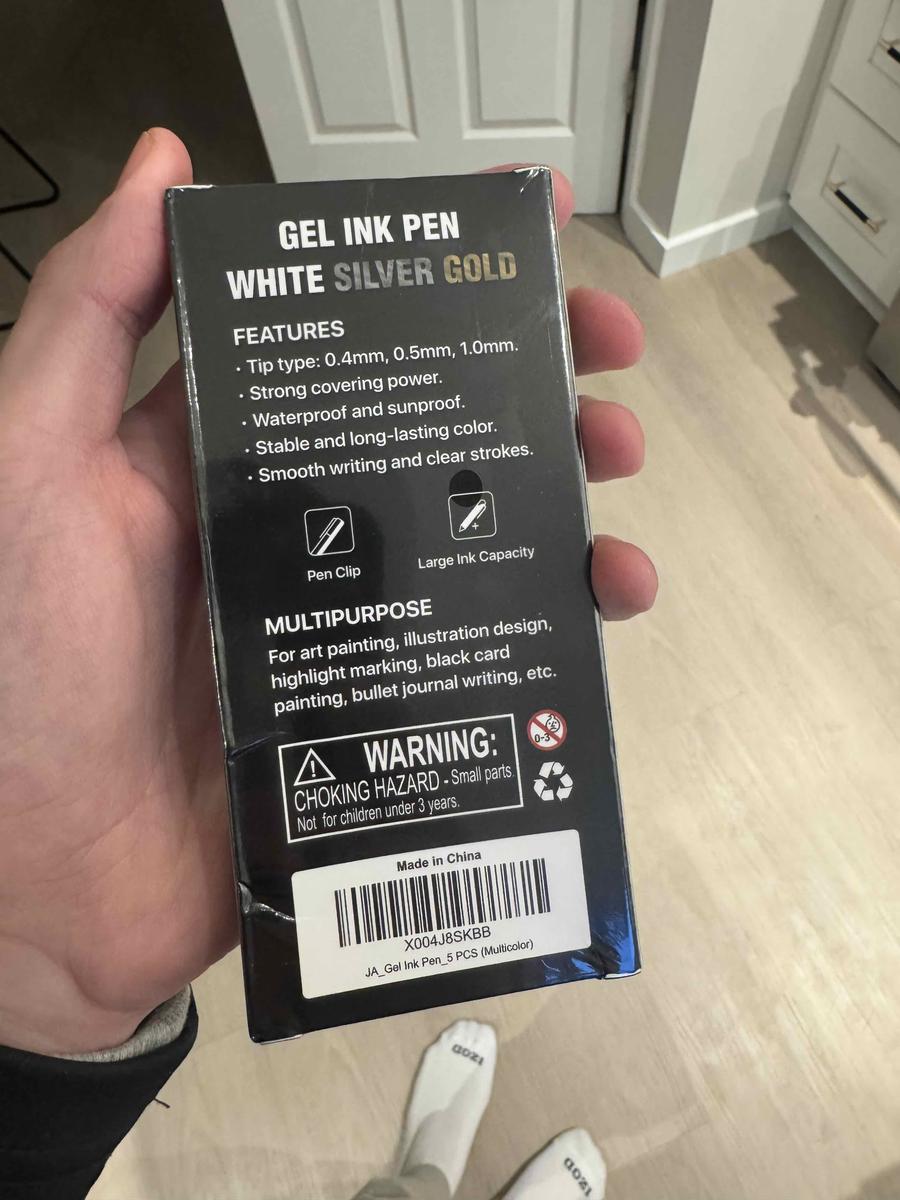 GEL INK PEN
WHITE SILVER GOLD
FEATURES
· Tip type: 0.4mm, 0.5mm, 1.0mm.
· Strong covering power.
· Waterproof and sunproof.
· Stable and long-lasting color.
· Smooth writing and clear strokes.
Pen Clip
Large Ink Capacity
MULTIPURPOSE
For art painting, illustration design,
highlight marking, black card
painting, bullet journal writing, etc.
WARNING:
CHOKING HAZARD - Small parts.
Not for children under 3 years.
0-3
Made in China
X004J8SKBB
JA_Gel Ink Pen_5 PCS (Multicolor)
IZOD
IZOD